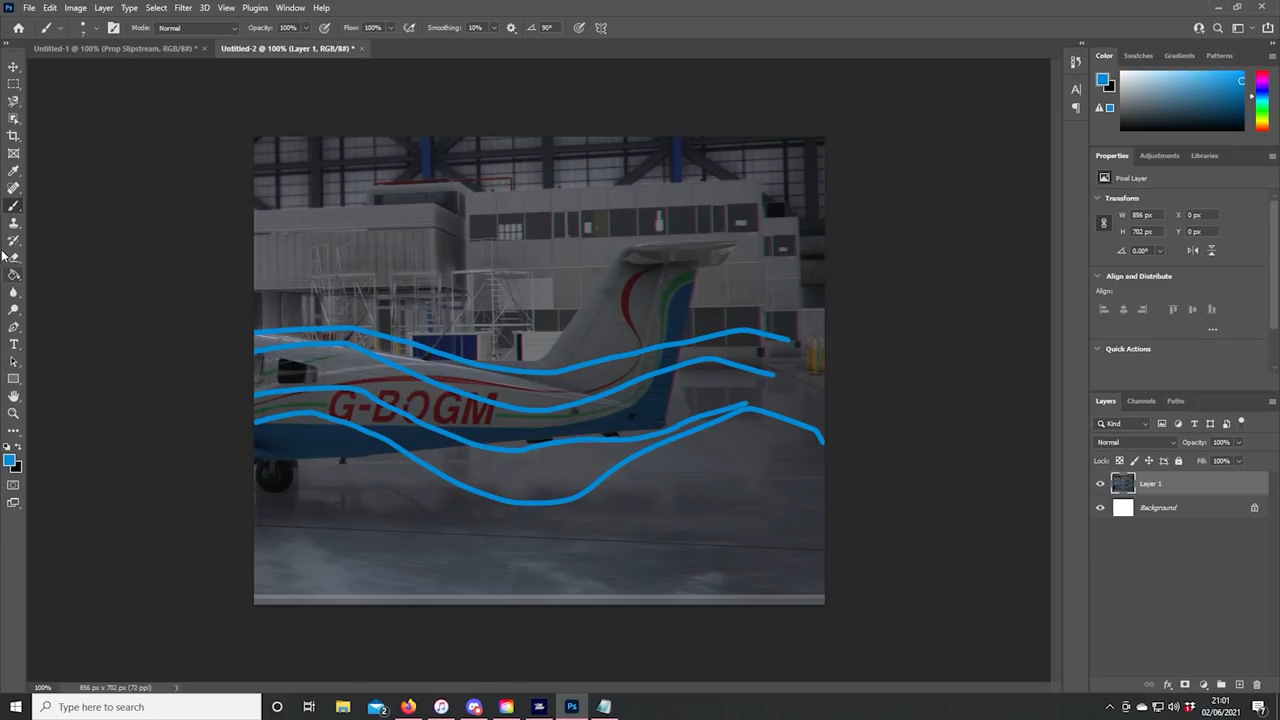 File Edit Image Layer Type Select Filter 3D View Plugins Window Help
7 Mode: Normal Opacity: 100% Flow: 100% Smoothing: 10% 90°
Untitled-1 @ 100% (Prop Slipstream, RGB/8#) * × Untitled-2 @ 100% (Layer 1, RGB/8#) * ×
Color Swatches Gradients Patterns
Properties Adjustments Libraries
Pixel Layer
Transform
W 856 px X 0 px
H 702 px Y 0 px
0.00°
Align and Distribute
Align:
Quick Actions
G-BOGM
Layers Channels Paths
Kind
Normal Opacity: 100%
Lock: Fill: 100%
Layer 1
Background
100% 856 px x 702 px (72 ppi)
Type here to search
21:01
02/06/2021